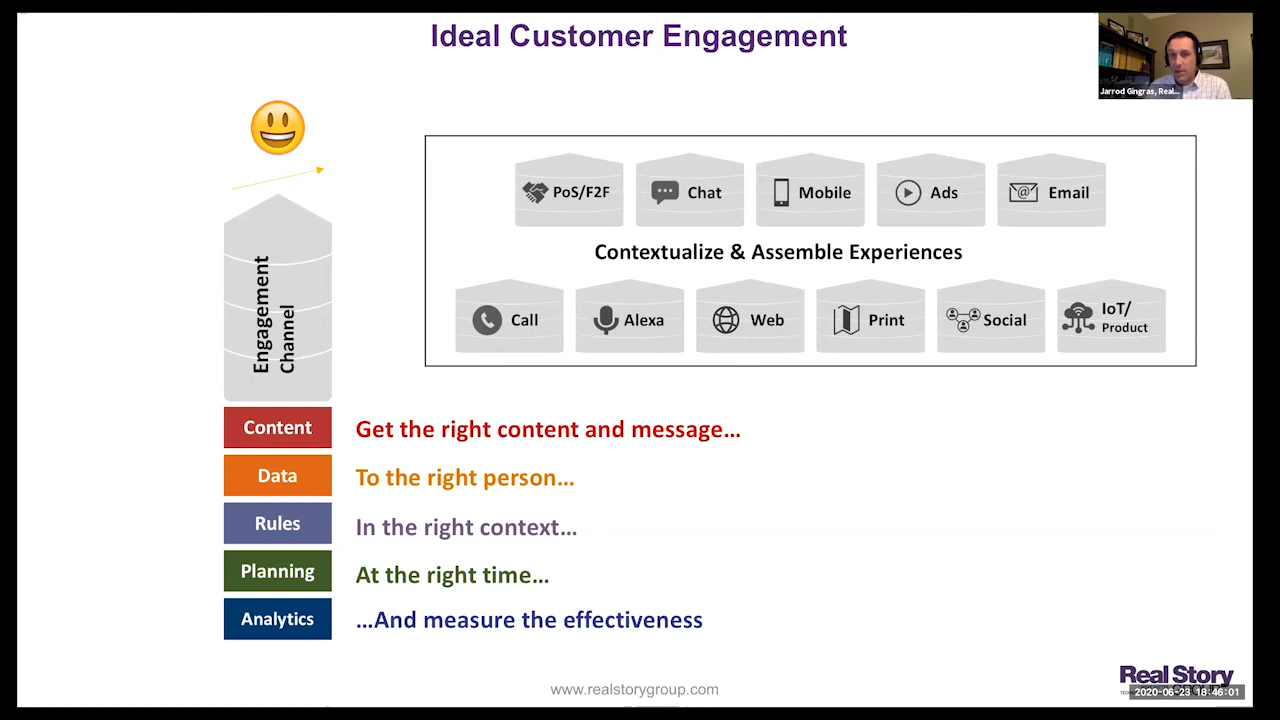 Ideal Customer Engagement
Jarrod Gingras, Real...
PoS/F2F
Chat
Mobile
Ads
@
Email
Contextualize & Assemble Experiences
Call
Alexa
Web
Print
Social
IoT/
Product
Engagement
Channel
Content
Get the right content and message...
Data
To the right person...
Rules
In the right context...
Planning
At the right time...
Analytics
...And measure the effectiveness
www.realstorygroup.com
Real Story
2020-06-23 18:46:01